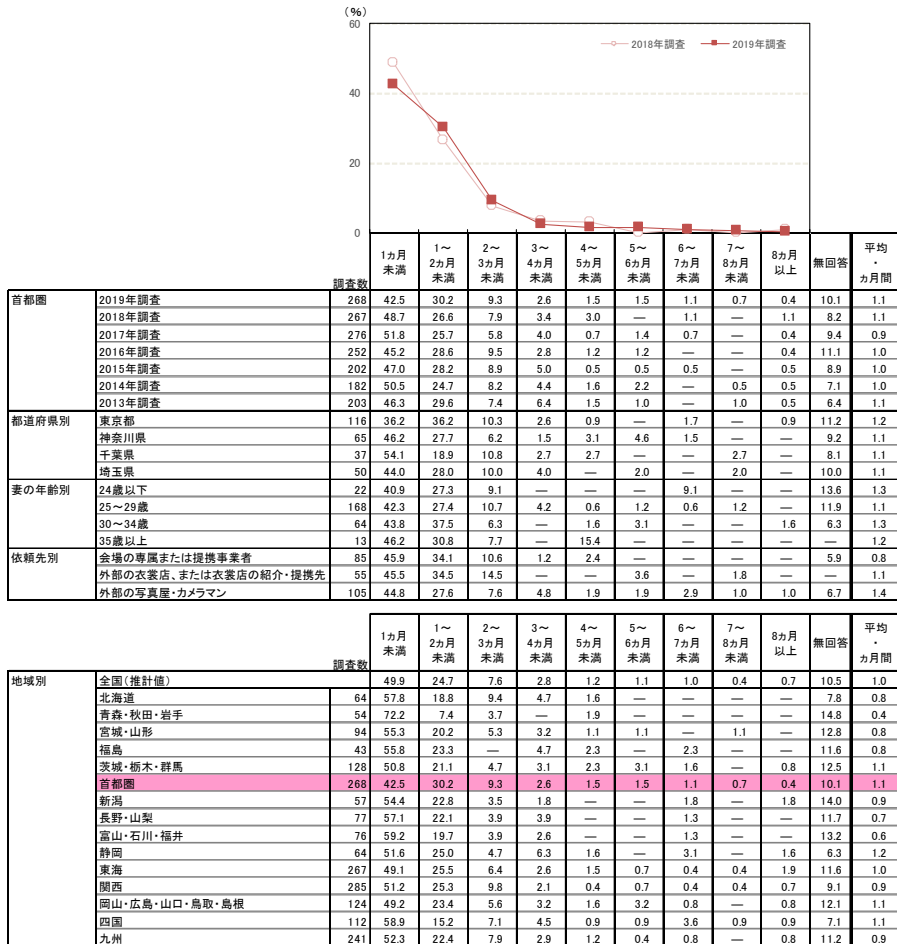 (%)
60
2018年調査 2019年調査
40
20
0
調査数 1ヵ月未満 1～2ヵ月未満 2～3ヵ月未満 3～4ヵ月未満 4～5ヵ月未満 5～6ヵ月未満 6～7ヵ月未満 7～8ヵ月未満 8ヵ月以上 無回答 平均・ヵ月間
首都圏 2019年調査 268 42.5 30.2 9.3 2.6 1.5 1.5 1.1 0.7 0.4 10.1 1.1
2018年調査 267 48.7 26.6 7.9 3.4 3.0 — 1.1 — 1.1 8.2 1.1
2017年調査 276 51.8 25.7 5.8 4.0 0.7 1.4 0.7 — 0.4 9.4 0.9
2016年調査 252 45.2 28.6 9.5 2.8 1.2 1.2 — — 0.4 11.1 1.0
2015年調査 202 47.0 28.2 8.9 5.0 0.5 0.5 0.5 — 0.5 8.9 1.0
2014年調査 182 50.5 24.7 8.2 4.4 1.6 2.2 — 0.5 0.5 7.1 1.0
2013年調査 203 46.3 29.6 7.4 6.4 1.5 1.0 — 1.0 0.5 6.4 1.1
都道府県別 東京都 116 36.2 36.2 10.3 2.6 0.9 — 1.7 — 0.9 11.2 1.2
神奈川県 65 46.2 27.7 6.2 1.5 3.1 4.6 1.5 — — 9.2 1.1
千葉県 37 54.1 18.9 10.8 2.7 2.7 — — 2.7 — 8.1 1.1
埼玉県 50 44.0 28.0 10.0 4.0 — 2.0 — 2.0 — 10.0 1.1
妻の年齢別 24歳以下 22 40.9 27.3 9.1 — — — 9.1 — — 13.6 1.3
25～29歳 168 42.3 27.4 10.7 4.2 0.6 1.2 0.6 1.2 — 11.9 1.1
30～34歳 64 43.8 37.5 6.3 — 1.6 3.1 — — 1.6 6.3 1.3
35歳以上 13 46.2 30.8 7.7 — 15.4 — — — — — 1.2
依頼先別 会場の専属または提携事業者 85 45.9 34.1 10.6 1.2 2.4 — — — — 5.9 0.8
外部の衣裳店、または衣裳店の紹介・提携先 55 45.5 34.5 14.5 — — 3.6 — 1.8 — — 1.1
外部の写真屋・カメラマン 105 44.8 27.6 7.6 4.8 1.9 1.9 2.9 1.0 1.0 6.7 1.4
調査数 1ヵ月未満 1～2ヵ月未満 2～3ヵ月未満 3～4ヵ月未満 4～5ヵ月未満 5～6ヵ月未満 6～7ヵ月未満 7～8ヵ月未満 8ヵ月以上 無回答 平均・ヵ月間
地域別 全国(推計値) 49.9 24.7 7.6 2.8 1.2 1.1 1.0 0.4 0.7 10.5 1.0
北海道 64 57.8 18.8 9.4 4.7 1.6 — — — — 7.8 0.8
青森・秋田・岩手 54 72.2 7.4 3.7 — 1.9 — — — — 14.8 0.4
宮城・山形 94 55.3 20.2 5.3 3.2 1.1 1.1 — 1.1 — 12.8 0.8
福島 43 55.8 23.3 — 4.7 2.3 — 2.3 — — 11.6 0.8
茨城・栃木・群馬 128 50.8 21.1 4.7 3.1 2.3 3.1 1.6 — 0.8 12.5 1.1
首都圏 268 42.5 30.2 9.3 2.6 1.5 1.5 1.1 0.7 0.4 10.1 1.1
新潟 57 54.4 22.8 3.5 1.8 — — 1.8 — 1.8 14.0 0.9
長野・山梨 77 57.1 22.1 3.9 3.9 — — 1.3 — — 11.7 0.7
富山・石川・福井 76 59.2 19.7 3.9 2.6 — — 1.3 — — 13.2 0.6
静岡 64 51.6 25.0 4.7 6.3 1.6 — 3.1 — 1.6 6.3 1.2
東海 267 49.1 25.5 6.4 2.6 1.5 0.7 0.4 0.4 1.9 11.6 1.0
関西 285 51.2 25.3 9.8 2.1 0.4 0.7 0.4 0.4 0.7 9.1 0.9
岡山・広島・山口・鳥取・島根 124 49.2 23.4 5.6 3.2 1.6 3.2 0.8 — 0.8 12.1 1.1
四国 112 58.9 15.2 7.1 4.5 0.9 0.9 3.6 0.9 0.9 7.1 1.1
九州 241 52.3 22.4 7.9 2.9 1.2 0.4 0.8 — 0.8 11.2 0.9